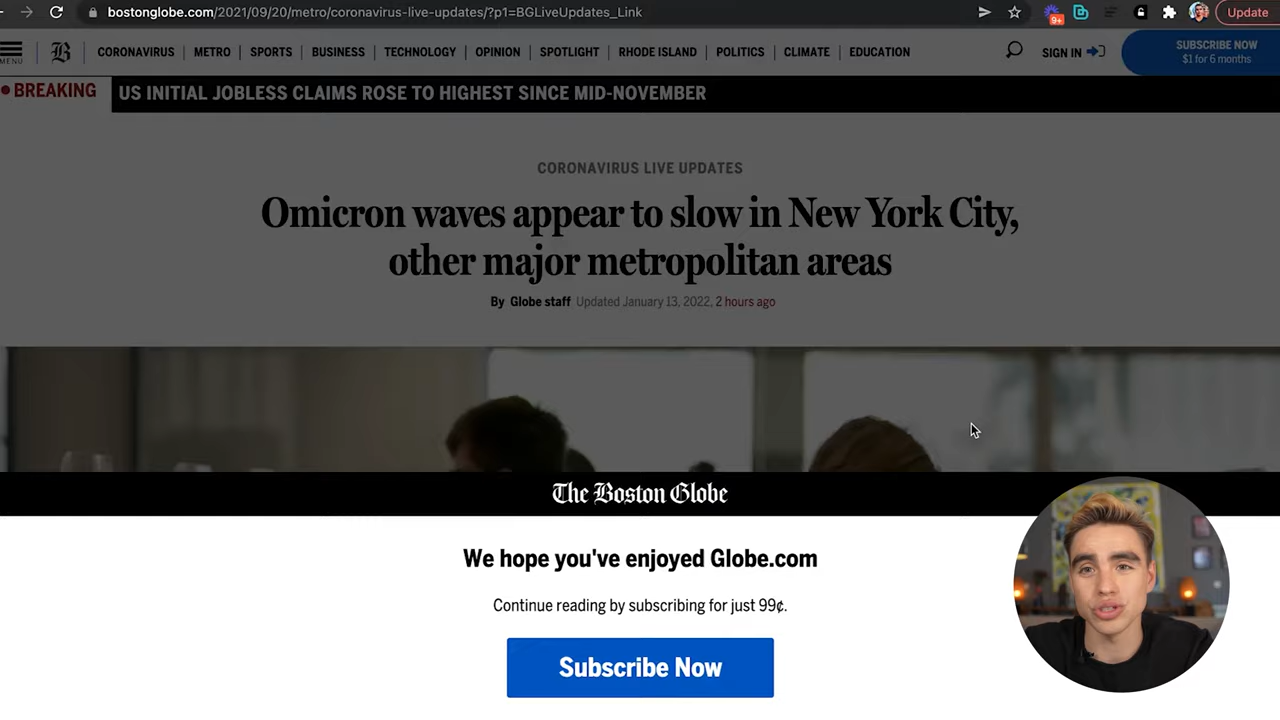 bostonglobe.com/2021/09/20/metro/coronavirus-live-updates/?p1=BGLiveUpdates_Link
9+
Update
MENU
B
CORONAVIRUS | METRO | SPORTS | BUSINESS | TECHNOLOGY | OPINION | SPOTLIGHT | RHODE ISLAND | POLITICS | CLIMATE | EDUCATION
SIGN IN
SUBSCRIBE NOW
$1 for 6 months
BREAKING
US INITIAL JOBLESS CLAIMS ROSE TO HIGHEST SINCE MID-NOVEMBER
CORONAVIRUS LIVE UPDATES
Omicron waves appear to slow in New York City,
other major metropolitan areas
By Globe staff Updated January 13, 2022, 2 hours ago
The Boston Globe
We hope you've enjoyed Globe.com
Continue reading by subscribing for just 99¢.
Subscribe Now